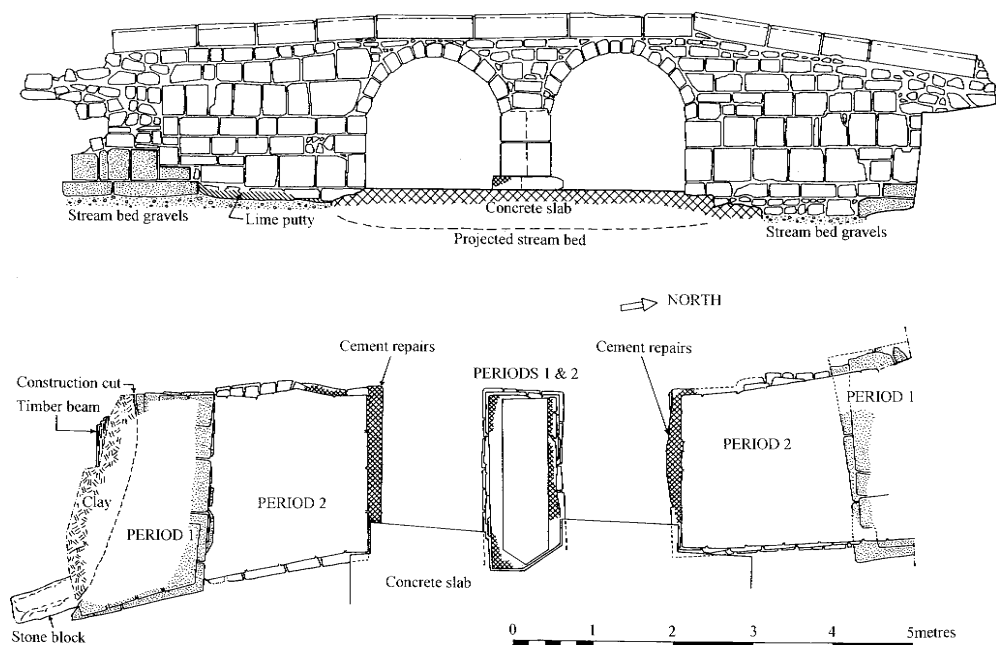 Stream bed gravels
Lime putty
Concrete slab
Projected stream bed
Stream bed gravels
NORTH
Cement repairs
Cement repairs
PERIODS 1 & 2
Construction cut
Timber beam
PERIOD 1
PERIOD 2
Clay
PERIOD 2
PERIOD 1
Concrete slab
Stone block
0 1 2 3 4 5metres